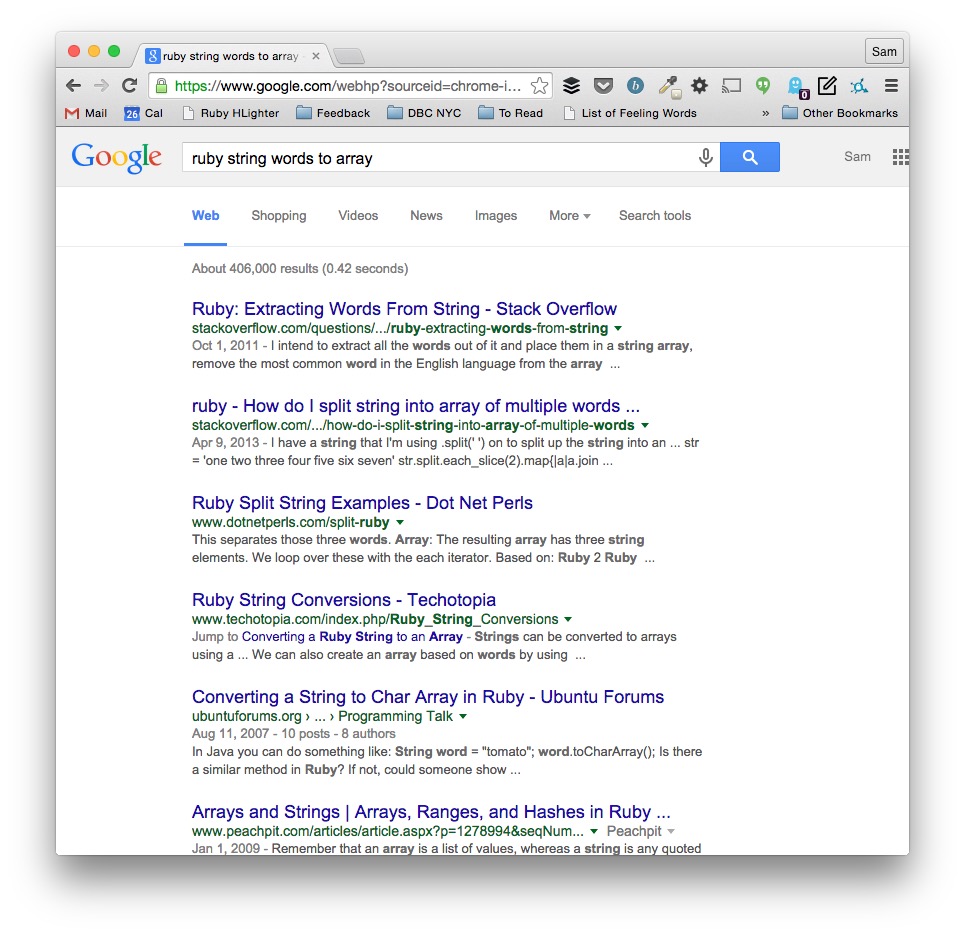 ruby string words to array
Sam
https://www.google.com/webhp?sourceid=chrome-i...
0
Mail 26 Cal Ruby HLighter Feedback DBC NYC To Read List of Feeling Words » Other Bookmarks
Google ruby string words to array Sam
Web Shopping Videos News Images More Search tools
About 406,000 results (0.42 seconds)
Ruby: Extracting Words From String - Stack Overflow
stackoverflow.com/questions/.../ruby-extracting-words-from-string
Oct 1, 2011 - I intend to extract all the words out of it and place them in a string array,
remove the most common word in the English language from the array ...
ruby - How do I split string into array of multiple words ...
stackoverflow.com/.../how-do-i-split-string-into-array-of-multiple-words
Apr 9, 2013 - I have a string that I'm using .split(' ') on to split up the string into an ... str
= 'one two three four five six seven' str.split.each_slice(2).map{|a|a.join ...
Ruby Split String Examples - Dot Net Perls
www.dotnetperls.com/split-ruby
This separates those three words. Array: The resulting array has three string
elements. We loop over these with the each iterator. Based on: Ruby 2 Ruby ...
Ruby String Conversions - Techotopia
www.techotopia.com/index.php/Ruby_String_Conversions
Jump to Converting a Ruby String to an Array - Strings can be converted to arrays
using a ... We can also create an array based on words by using ...
Converting a String to Char Array in Ruby - Ubuntu Forums
ubuntuforums.org › ... › Programming Talk
Aug 11, 2007 - 10 posts - 8 authors
In Java you can do something like: String word = "tomato"; word.toCharArray(); Is there
a similar method in Ruby? If not, could someone show ...
Arrays and Strings | Arrays, Ranges, and Hashes in Ruby ...
www.peachpit.com/articles/article.aspx?p=1278994&seqNum... Peachpit
Jan 1, 2009 - Remember that an array is a list of values, whereas a string is any quoted